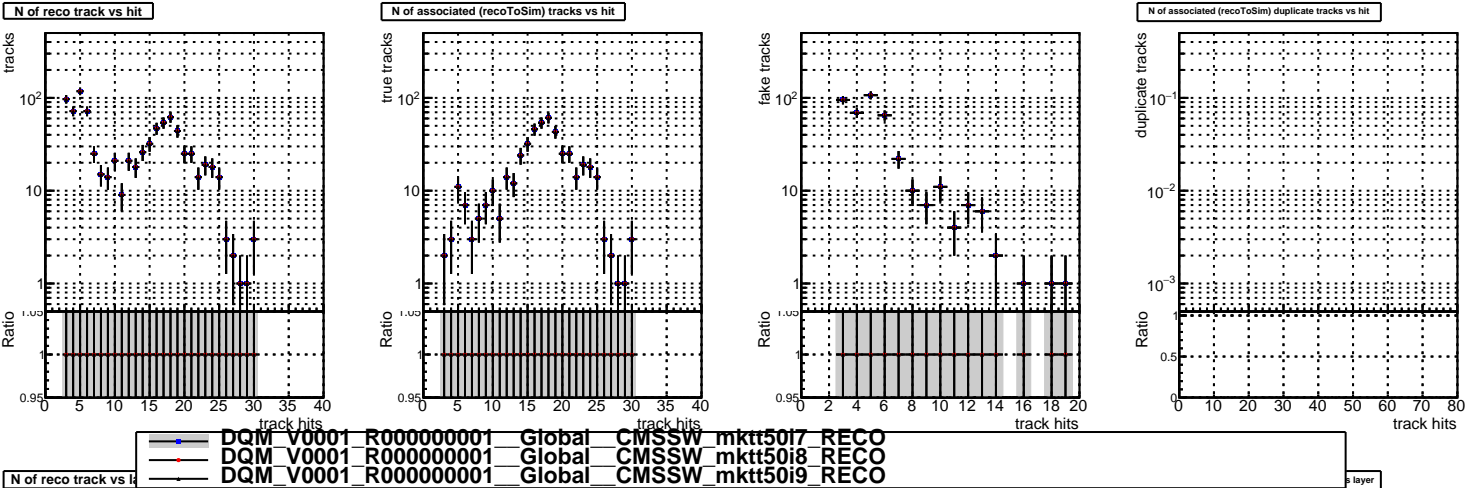 N of reco track vs hit
N of associated (recoToSim) tracks vs hit
N of associated (recoToSim) duplicate tracks vs hit
tracks
10²
10
1
Ratio
1.05
1
0.95
0 5 10 15 20 25 30 35 40
track hits
true tracks
10²
10
1
Ratio
1.05
1
0.95
0 5 10 15 20 25 30 35 40
track hits
fake tracks
10²
10
1
Ratio
1.05
1
0.95
0 2 4 6 8 10 12 14 16 18 20
track hits
duplicate tracks
10⁻¹
10⁻²
10⁻³
Ratio
1
0.5
0
0 10 20 30 40 50 60 70 80
track hits
DQM_V0001_R000000001__Global__CMSSW_mktt50i7_RECO
DQM_V0001_R000000001__Global__CMSSW_mktt50i8_RECO
DQM_V0001_R000000001__Global__CMSSW_mktt50i9_RECO
N of reco track vs
layer